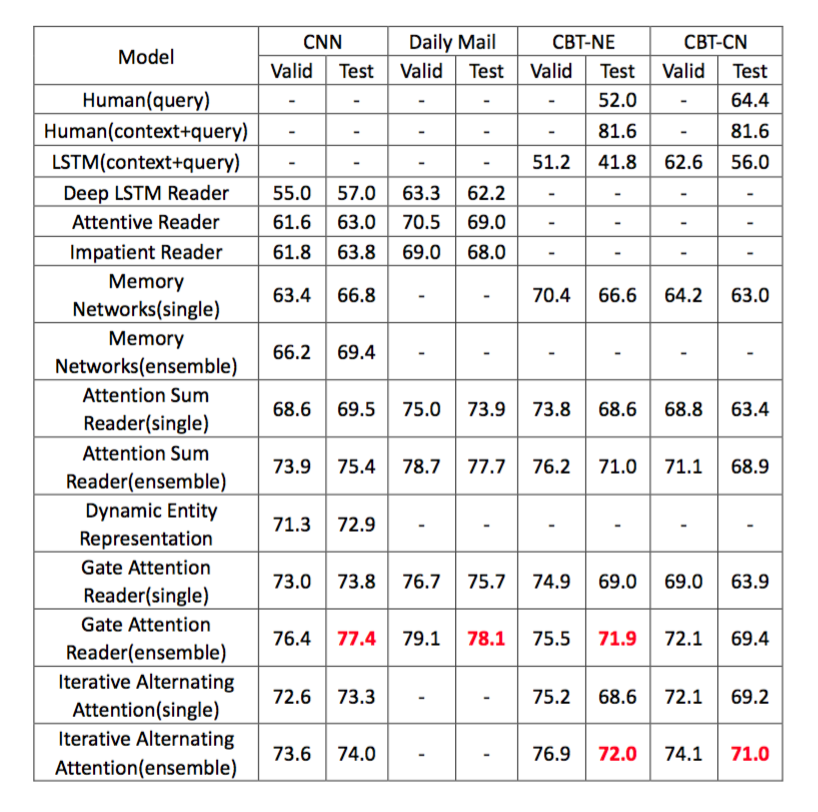 Model CNN Daily Mail CBT-NE CBT-CN
Valid Test Valid Test Valid Test Valid Test
Human(query) - - - - - 52.0 - 64.4
Human(context+query) - - - - - 81.6 - 81.6
LSTM(context+query) - - - - 51.2 41.8 62.6 56.0
Deep LSTM Reader 55.0 57.0 63.3 62.2 - - - -
Attentive Reader 61.6 63.0 70.5 69.0 - - - -
Impatient Reader 61.8 63.8 69.0 68.0 - - - -
Memory
Networks(single) 63.4 66.8 - - 70.4 66.6 64.2 63.0
Memory
Networks(ensemble) 66.2 69.4 - - - - - -
Attention Sum
Reader(single) 68.6 69.5 75.0 73.9 73.8 68.6 68.8 63.4
Attention Sum
Reader(ensemble) 73.9 75.4 78.7 77.7 76.2 71.0 71.1 68.9
Dynamic Entity
Representation 71.3 72.9 - - - - - -
Gate Attention
Reader(single) 73.0 73.8 76.7 75.7 74.9 69.0 69.0 63.9
Gate Attention
Reader(ensemble) 76.4 77.4 79.1 78.1 75.5 71.9 72.1 69.4
Iterative Alternating
Attention(single) 72.6 73.3 - - 75.2 68.6 72.1 69.2
Iterative Alternating
Attention(ensemble) 73.6 74.0 - - 76.9 72.0 74.1 71.0